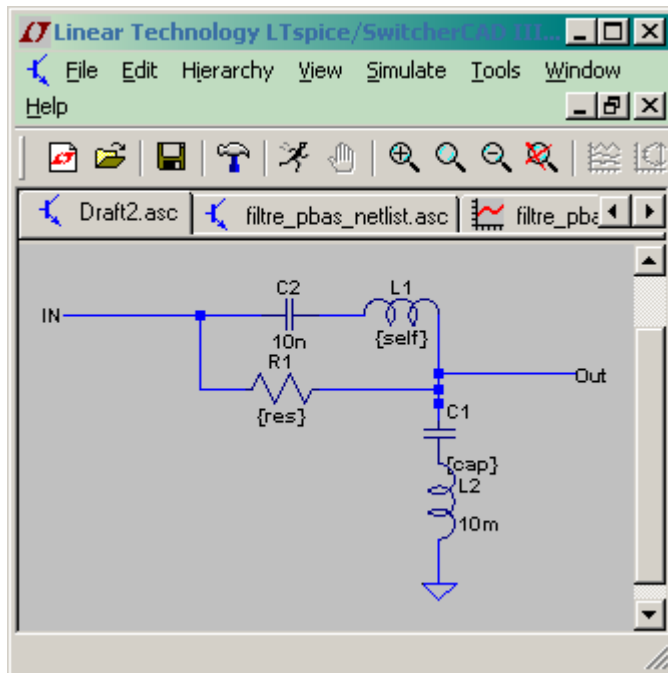 Linear Technology LTspice/SwitcherCAD III...
File Edit Hierarchy View Simulate Tools Window
Help
Draft2.asc filtre_pbas_netlist.asc filtre_pba
C2 L1
IN
10n {self}
R1
Out
{res}
C1
{cap}
L2
10m